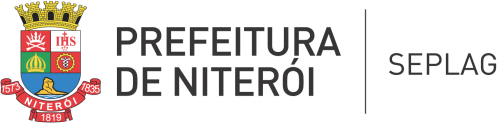 IHS
1573 1835
NITERÓI
1819
PREFEITURA
DE NITERÓI
SEPLAG